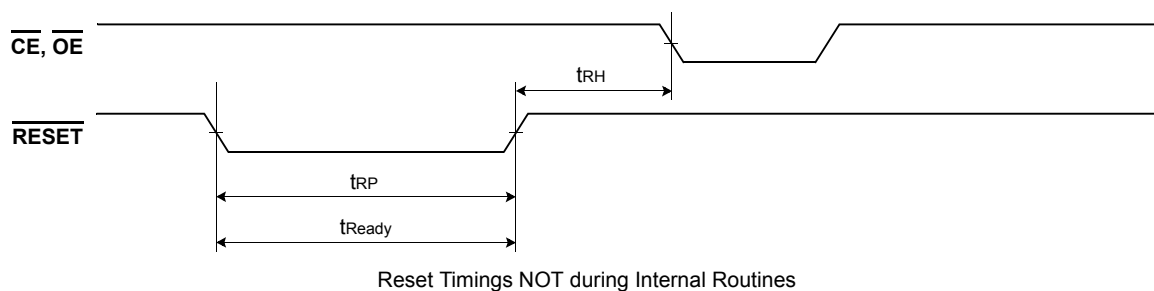 CE, OE
tRH
RESET
tRP
tReady
Reset Timings NOT during Internal Routines